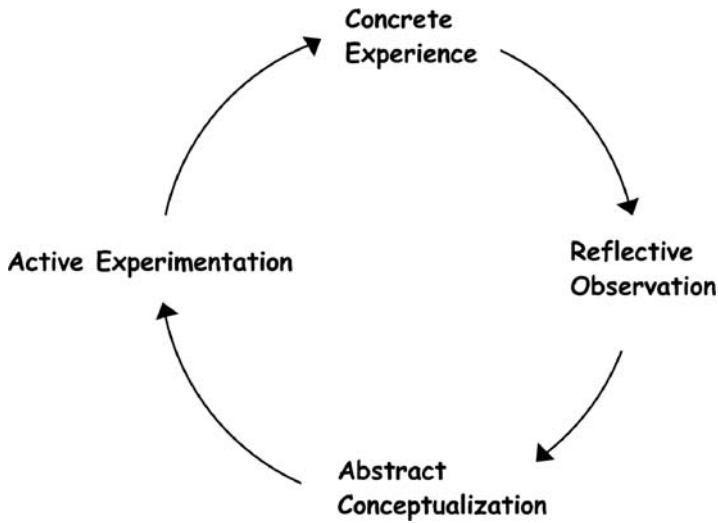 Concrete
Experience
Reflective
Observation
Abstract
Conceptualization
Active Experimentation